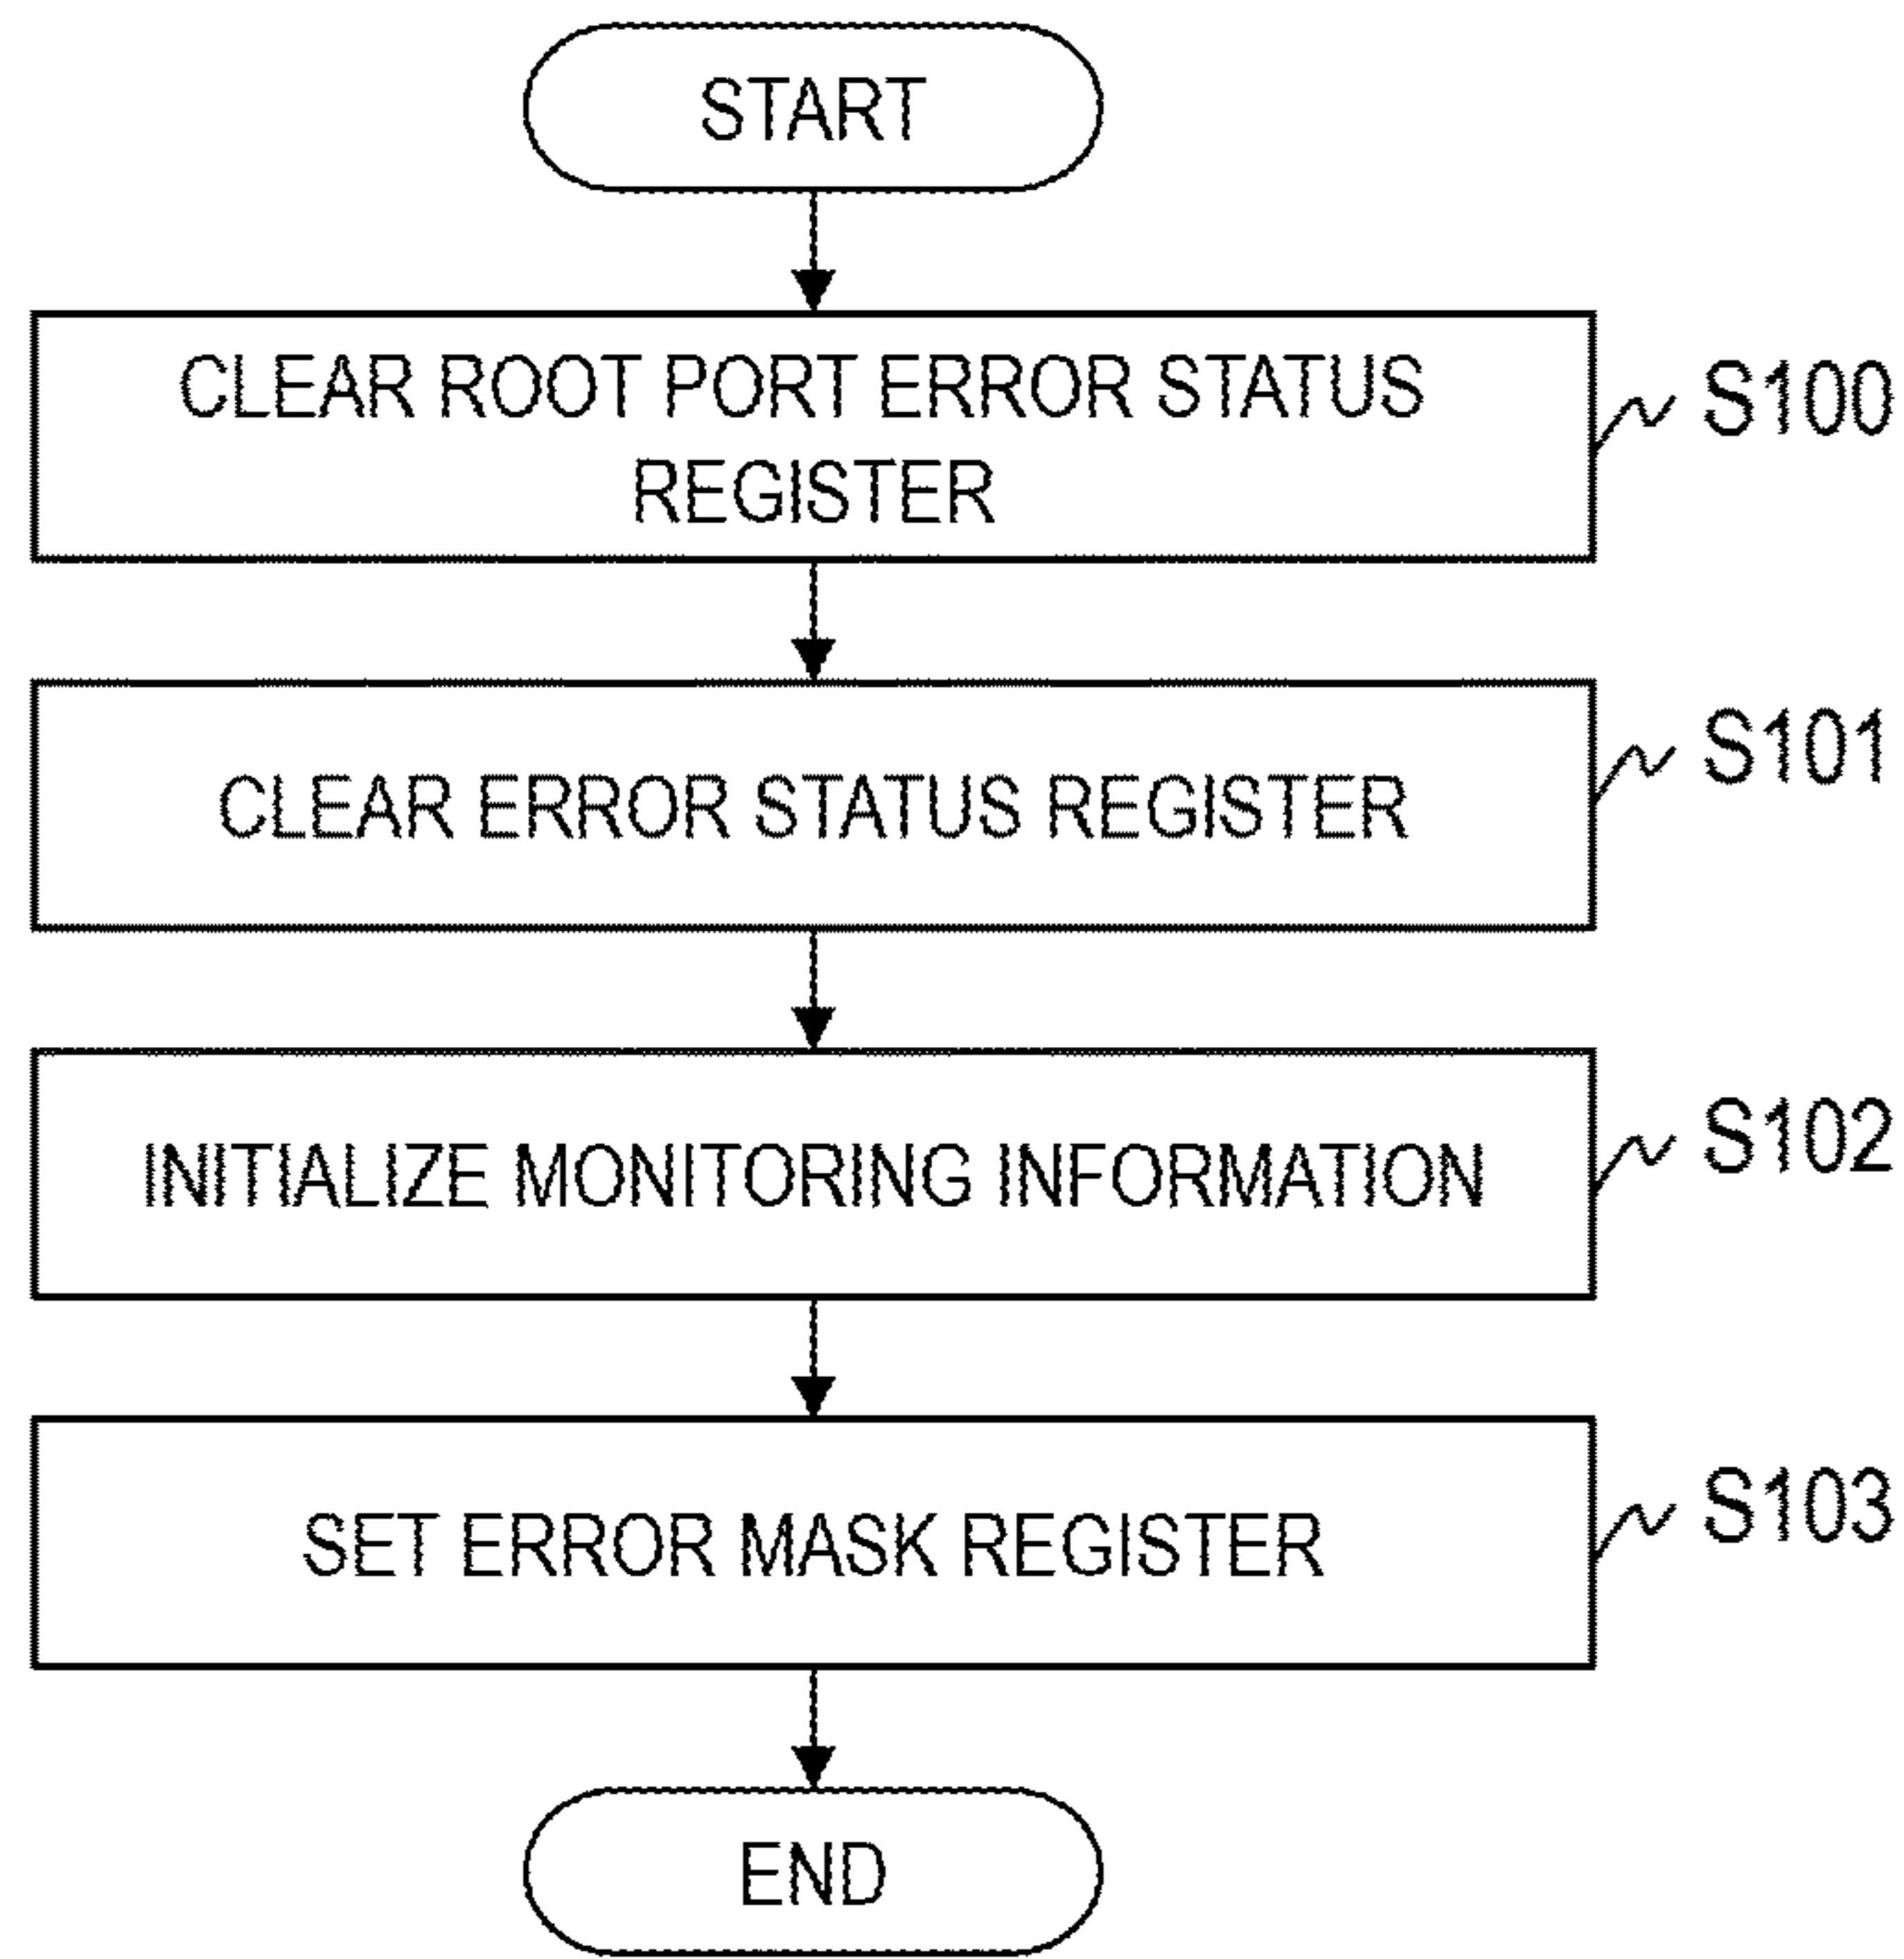 START
CLEAR ROOT PORT ERROR STATUS
REGISTER
S100
CLEAR ERROR STATUS REGISTER
S101
INITIALIZE MONITORING INFORMATION
S102
SET ERROR MASK REGISTER
S103
END